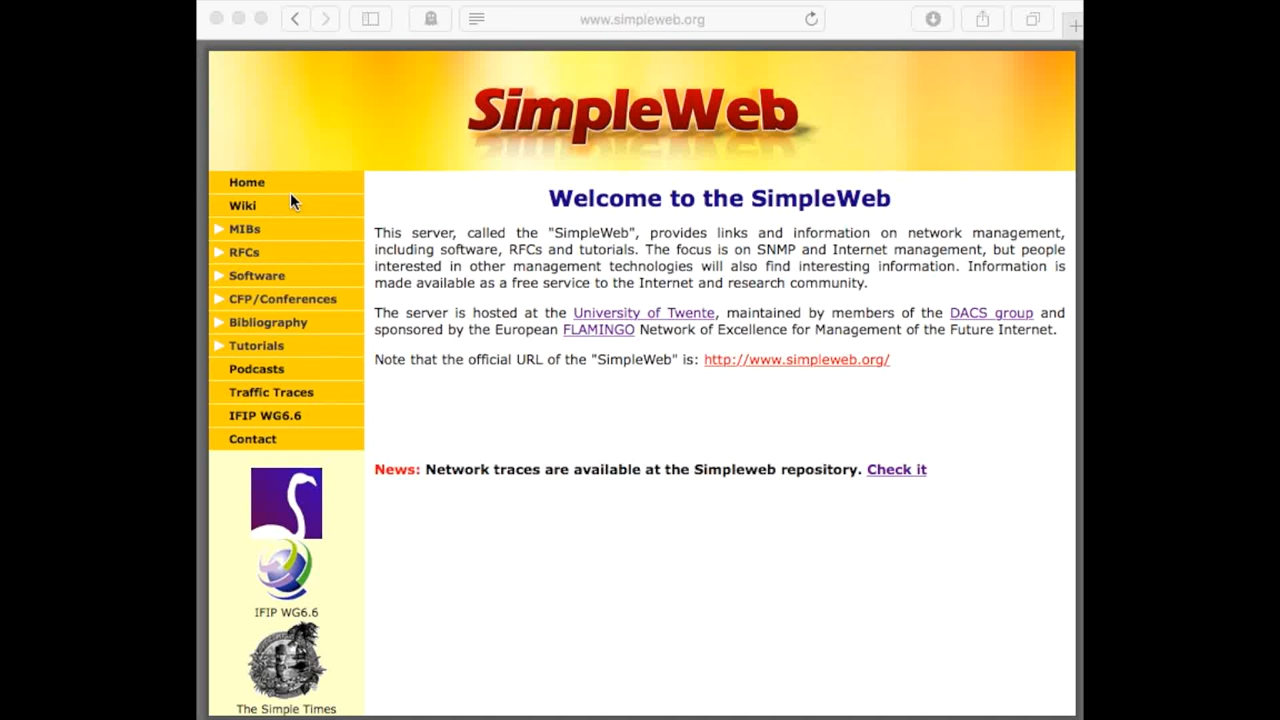 www.simpleweb.org
SimpleWeb
Home
Wiki
MIBs
RFCs
Software
CFP/Conferences
Bibliography
Tutorials
Podcasts
Traffic Traces
IFIP WG6.6
Contact
IFIP WG6.6
The Simple Times
Welcome to the SimpleWeb
This server, called the "SimpleWeb", provides links and information on network management,
including software, RFCs and tutorials. The focus is on SNMP and Internet management, but people
interested in other management technologies will also find interesting information. Information is
made available as a free service to the Internet and research community.
The server is hosted at the University of Twente, maintained by members of the DACS group and
sponsored by the European FLAMINGO Network of Excellence for Management of the Future Internet.
Note that the official URL of the "SimpleWeb" is: http://www.simpleweb.org/
News: Network traces are available at the Simpleweb repository. Check it